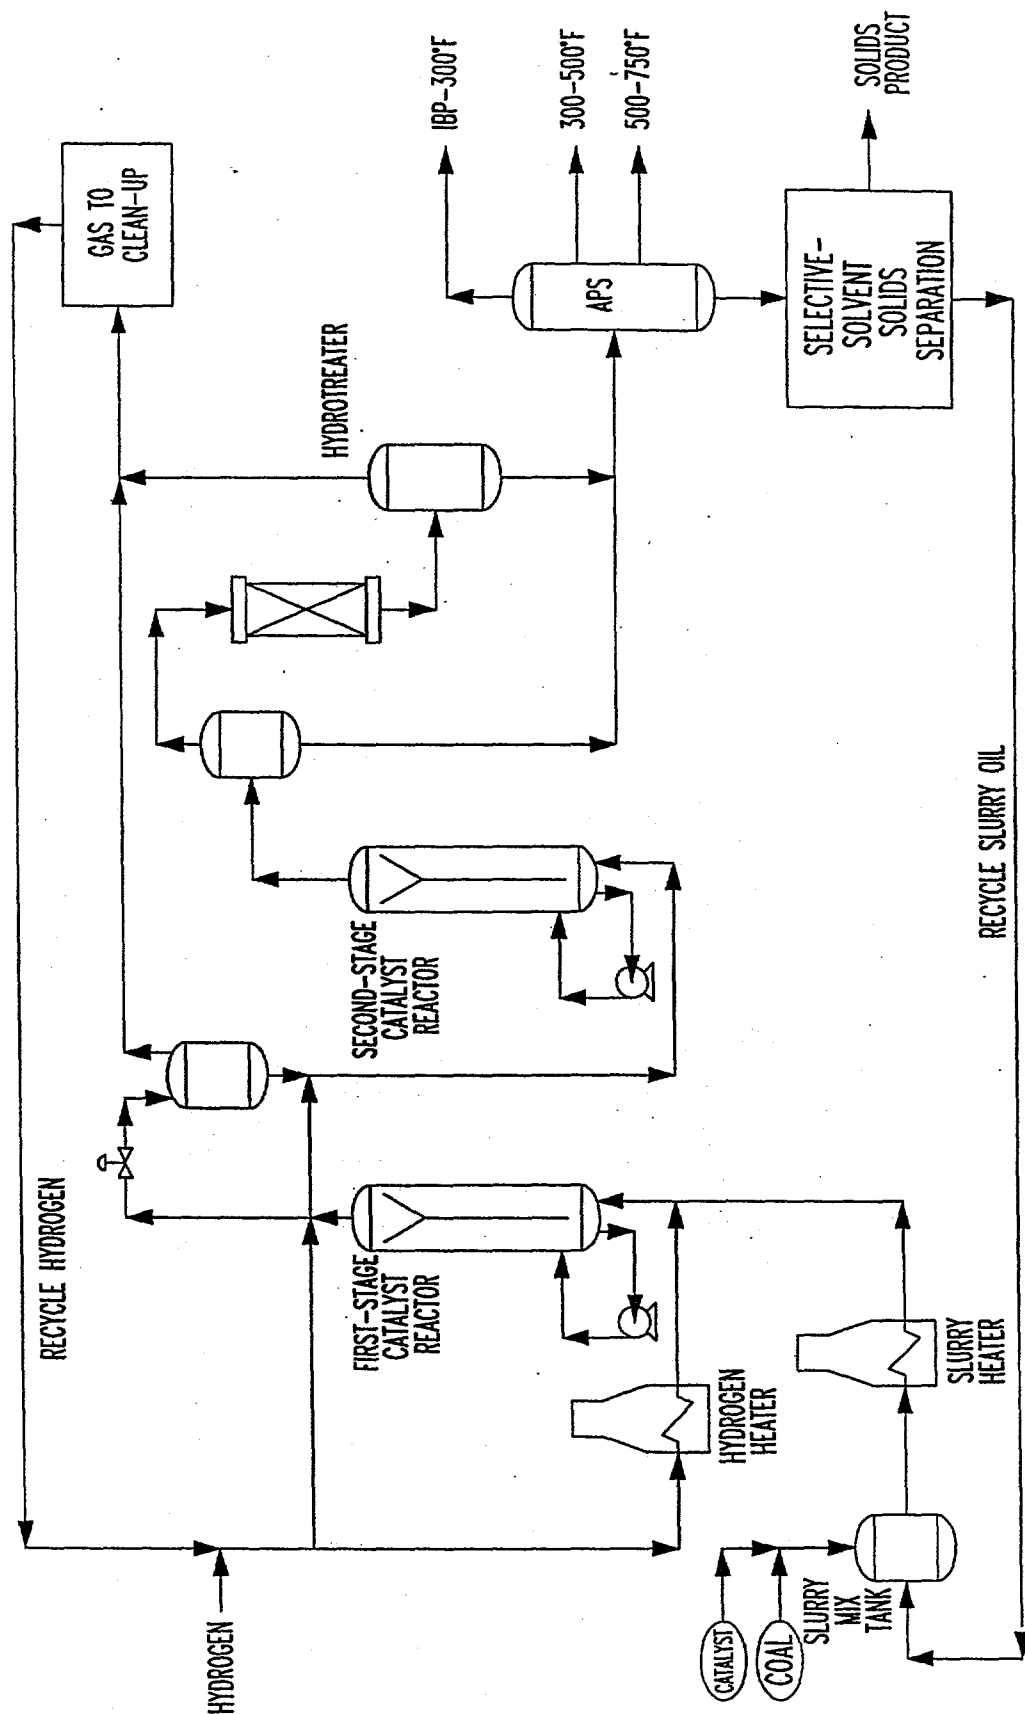 RECYCLE HYDROGEN
GAS TO
CLEAN-UP
HYDROGEN
FIRST-STAGE
CATALYST
REACTOR
SECOND-STAGE
CATALYST
REACTOR
HYDROTREATER
IBP-300°F
300-500°F
500-750°F
APS
HYDROGEN
HEATER
CATALYST
COAL
SLURRY
MIX
TANK
SLURRY
HEATER
SELECTIVE-
SOLVENT
SOLIDS
SEPARATION
SOLIDS
PRODUCT
RECYCLE SLURRY OIL